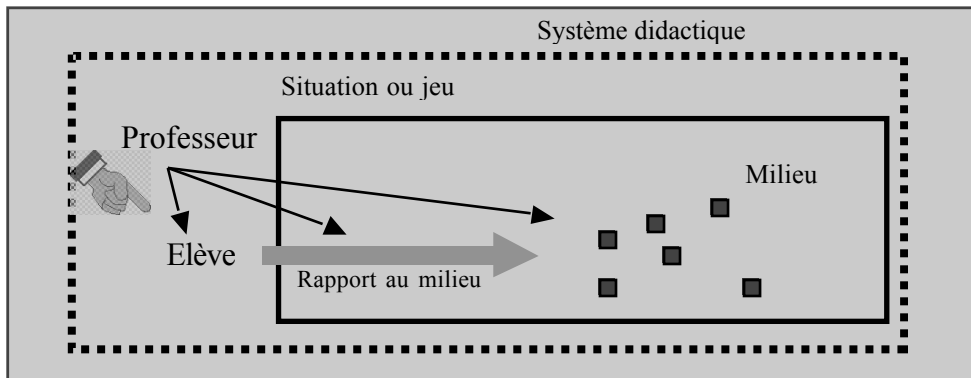 Système didactique
Situation ou jeu
Professeur
Milieu
Elève
Rapport au milieu